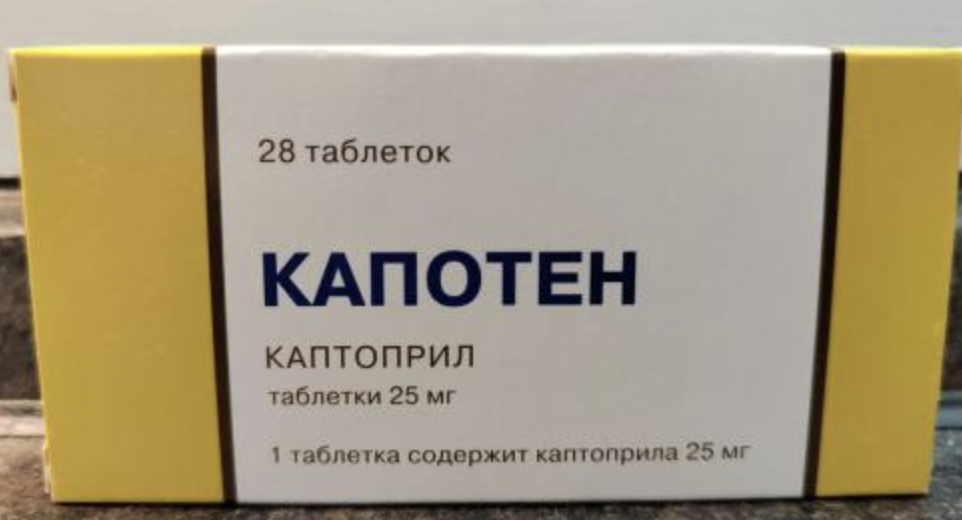 28 таблеток
КАПОТЕН
КАПТОПРИЛ
таблетки 25 мг
1 таблетка содержит каптоприла 25 мг